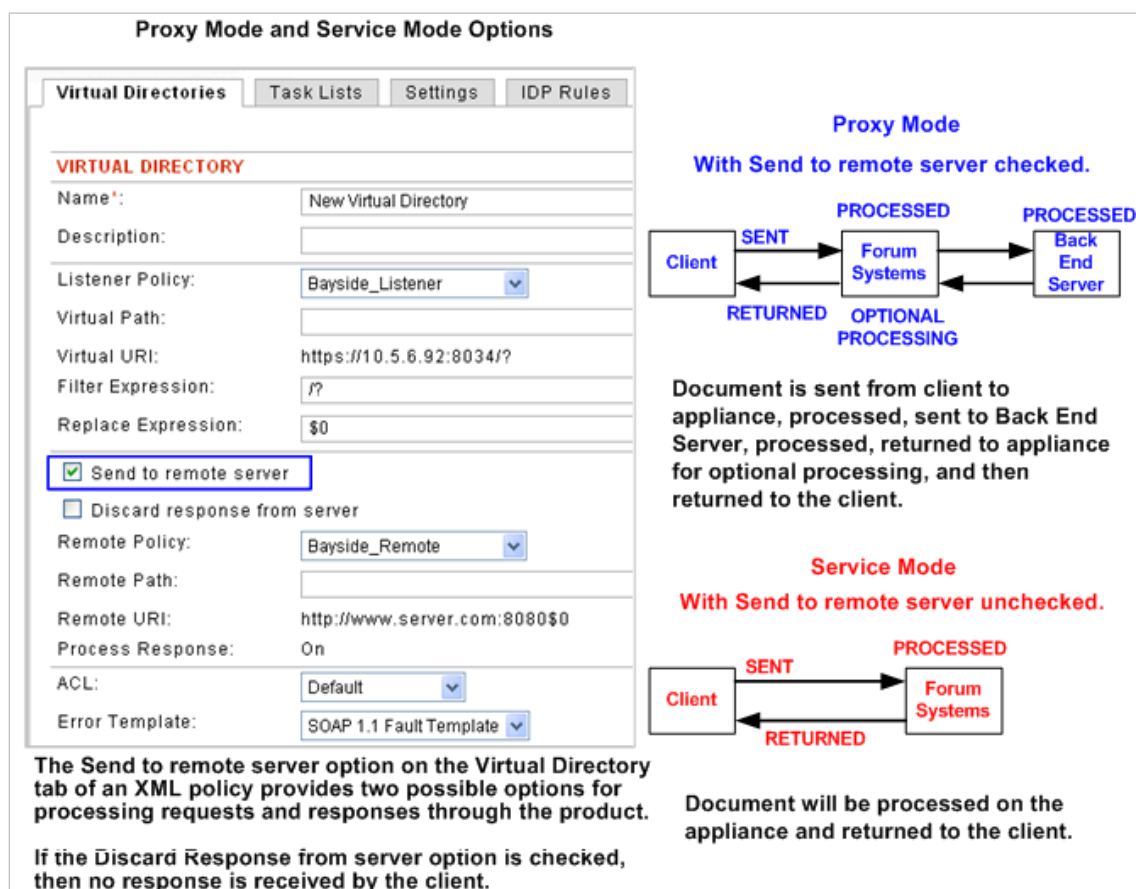 Proxy Mode and Service Mode Options
Virtual Directories Task Lists Settings IDP Rules
VIRTUAL DIRECTORY
Name*: New Virtual Directory
Description:
Listener Policy: Bayside_Listener
Virtual Path:
Virtual URI: https://10.5.6.92:8034/?
Filter Expression: /?
Replace Expression: $0
Send to remote server
Discard response from server
Remote Policy: Bayside_Remote
Remote Path:
Remote URI: http://www.server.com:8080$0
Process Response: On
ACL: Default
Error Template: SOAP 1.1 Fault Template
The Send to remote server option on the Virtual Directory
tab of an XML policy provides two possible options for
processing requests and responses through the product.
If the Discard Response from server option is checked,
then no response is received by the client.
Proxy Mode
With Send to remote server checked.
PROCESSED PROCESSED
SENT
Client
Forum
Systems
Back
End
Server
RETURNED
OPTIONAL
PROCESSING
Document is sent from client to
appliance, processed, sent to Back End
Server, processed, returned to appliance
for optional processing, and then
returned to the client.
Service Mode
With Send to remote server unchecked.
PROCESSED
SENT
Client
Forum
Systems
RETURNED
Document will be processed on the
appliance and returned to the client.